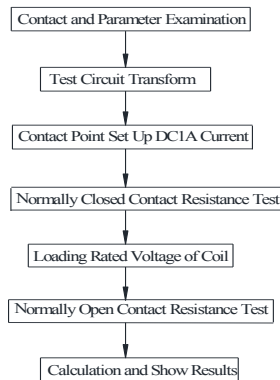 Contact and Parameter Examination
Test Circuit Transform
Contact Point Set Up DC1A Current
Normally Closed Contact Resistance Test
Loading Rated Voltage of Coil
Normally Open Contact Resistance Test
Calculation and Show Results